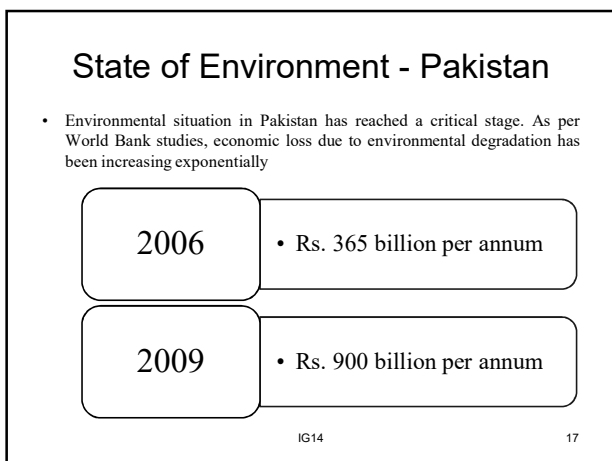 State of Environment - Pakistan
• Environmental situation in Pakistan has reached a critical stage. As per
World Bank studies, economic loss due to environmental degradation has
been increasing exponentially
2006
• Rs. 365 billion per annum
2009
• Rs. 900 billion per annum
IG14
17